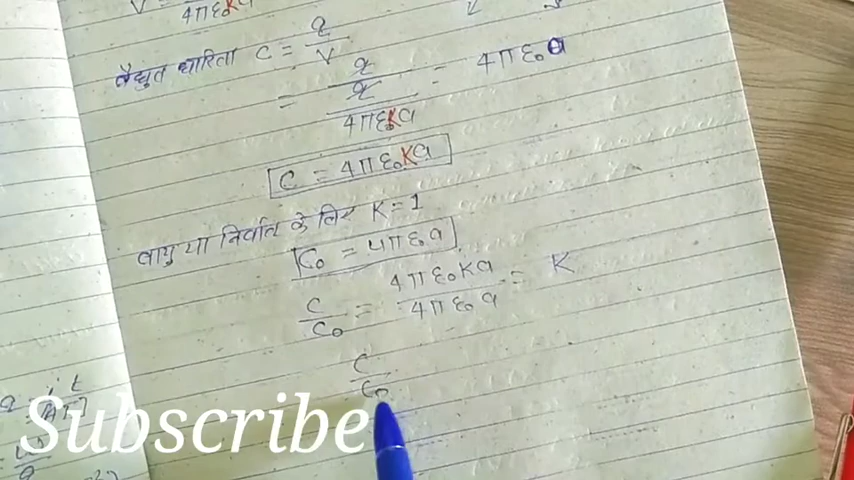 V =
4πε₀Ka
वैद्युत धारिता C = q/V
= q/(q/4πε₀Ka) = 4πε₀a
C = 4πε₀Ka
वायु या निर्वात के लिए K = 1
C₀ = 4πε₀a
C/C₀ = 4πε₀Ka/4πε₀a = K
C/C₀
Subscribe